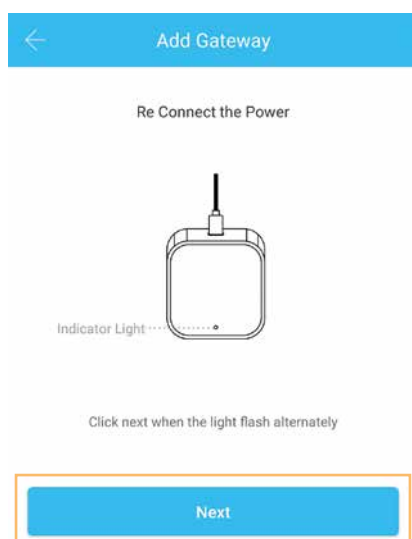 Add Gateway
Re Connect the Power
Indicator Light
Click next when the light flash alternately
Next